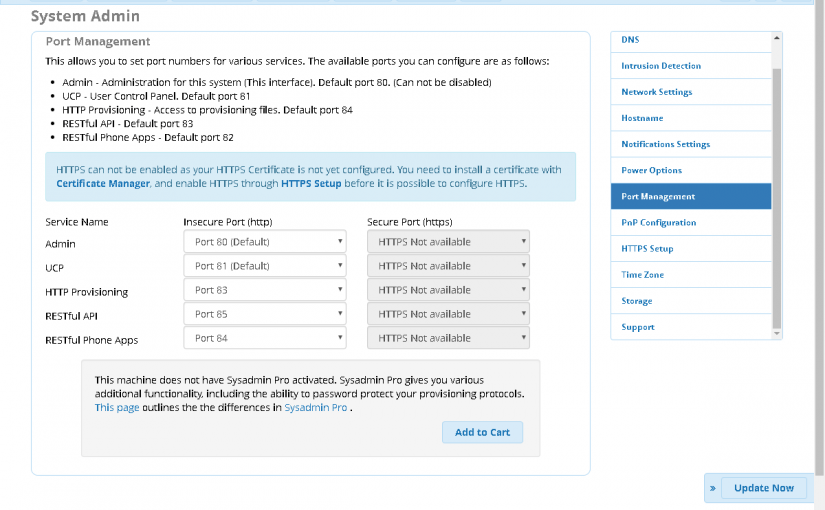 System Admin
Port Management
This allows you to set port numbers for various services. The available ports you can configure are as follows:
Admin - Administration for this system (This interface). Default port 80. (Can not be disabled)
UCP - User Control Panel. Default port 81
HTTP Provisioning - Access to provisioning files. Default port 84
RESTful API - Default port 83
RESTful Phone Apps - Default port 82
HTTPS can not be enabled as your HTTPS Certificate is not yet configured. You need to install a certificate with
Certificate Manager, and enable HTTPS through HTTPS Setup before it is possible to configure HTTPS.
Service Name Insecure Port (http) Secure Port (https)
Admin Port 80 (Default) HTTPS Not available
UCP Port 81 (Default) HTTPS Not available
HTTP Provisioning Port 83 HTTPS Not available
RESTful API Port 85 HTTPS Not available
RESTful Phone Apps Port 84 HTTPS Not available
This machine does not have Sysadmin Pro activated. Sysadmin Pro gives you various
additional functionality, including the ability to password protect your provisioning protocols.
This page outlines the the differences in Sysadmin Pro .
Add to Cart
DNS
Intrusion Detection
Network Settings
Hostname
Notifications Settings
Power Options
Port Management
PnP Configuration
HTTPS Setup
Time Zone
Storage
Support
» Update Now